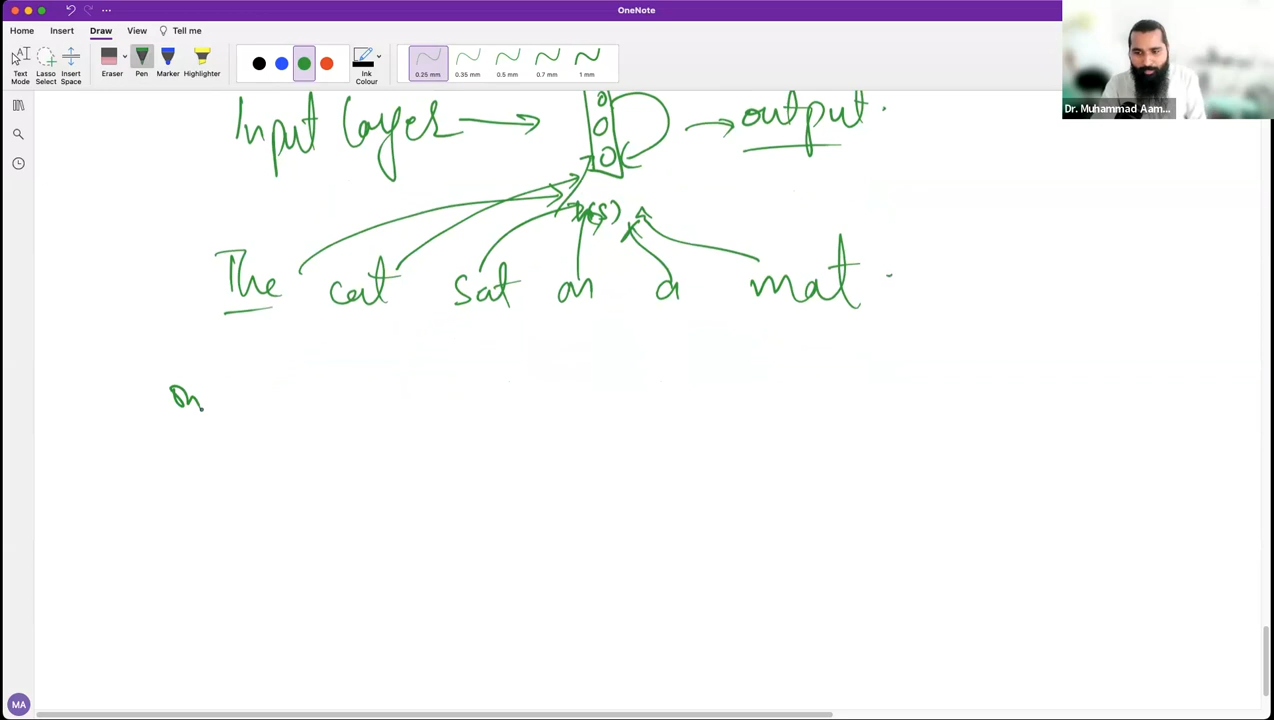 OneNote
Home Insert Draw View Tell me
Text Mode Lasso Select Insert Space Eraser Pen Marker Highlighter Ink Colour 0.25 mm 0.35 mm 0.5 mm 0.7 mm 1 mm
Dr. Muhammad Aam...
Input layer → → output.
The cat sat on a mat.
MA